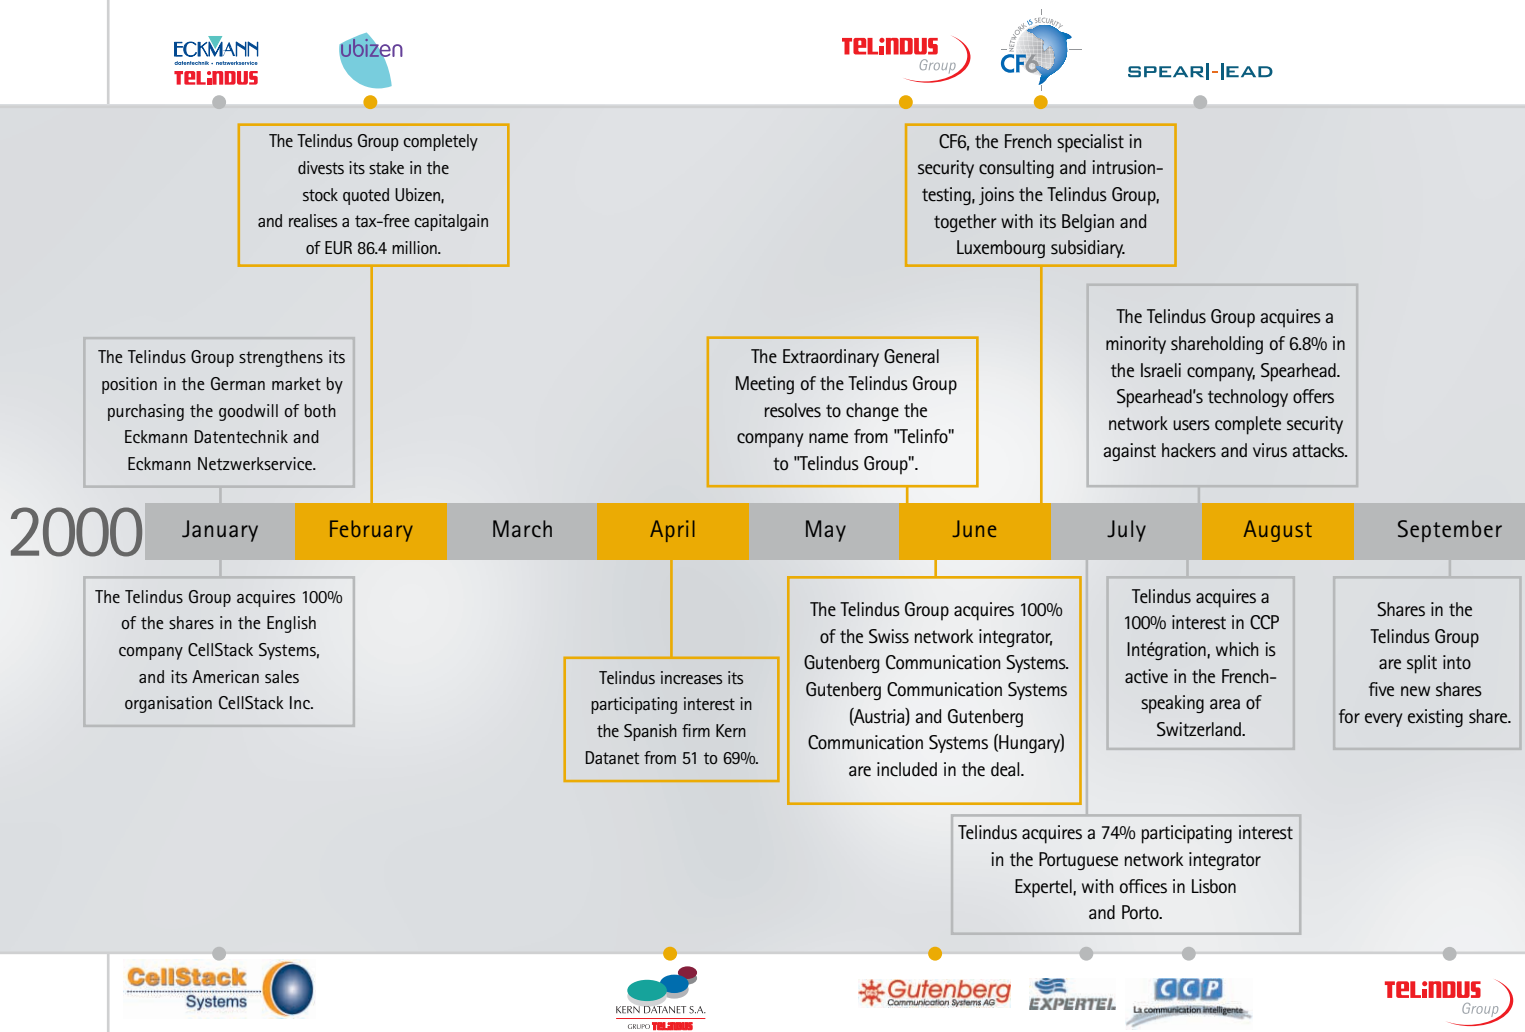 ECKMANN
datentechnik • netzwerkservice
TELINDUS
ubizen
TELINDUS
Group
NETWORK IS SECURITY
CF6
SPEARHEAD
The Telindus Group completely
divests its stake in the
stock quoted Ubizen,
and realises a tax-free capitalgain
of EUR 86.4 million.
CF6, the French specialist in
security consulting and intrusion-
testing, joins the Telindus Group,
together with its Belgian and
Luxembourg subsidiary.
The Telindus Group strengthens its
position in the German market by
purchasing the goodwill of both
Eckmann Datentechnik and
Eckmann Netzwerkservice.
The Extraordinary General
Meeting of the Telindus Group
resolves to change the
company name from "Telinfo"
to "Telindus Group".
The Telindus Group acquires a
minority shareholding of 6.8% in
the Israeli company, Spearhead.
Spearhead's technology offers
network users complete security
against hackers and virus attacks.
2000 January February March April May June July August September
The Telindus Group acquires 100%
of the shares in the English
company CellStack Systems,
and its American sales
organisation CellStack Inc.
Telindus increases its
participating interest in
the Spanish firm Kern
Datanet from 51 to 69%.
The Telindus Group acquires 100%
of the Swiss network integrator,
Gutenberg Communication Systems.
Gutenberg Communication Systems
(Austria) and Gutenberg
Communication Systems (Hungary)
are included in the deal.
Telindus acquires a
100% interest in CCP
Intégration, which is
active in the French-
speaking area of
Switzerland.
Shares in the
Telindus Group
are split into
five new shares
for every existing share.
Telindus acquires a 74% participating interest
in the Portuguese network integrator
Expertel, with offices in Lisbon
and Porto.
CellStack
Systems
KERN DATANET S.A.
GRUPO TELINDUS
Gutenberg
Communication Systems AG
EXPERTEL
CCP
La communication intelligente
TELINDUS
Group